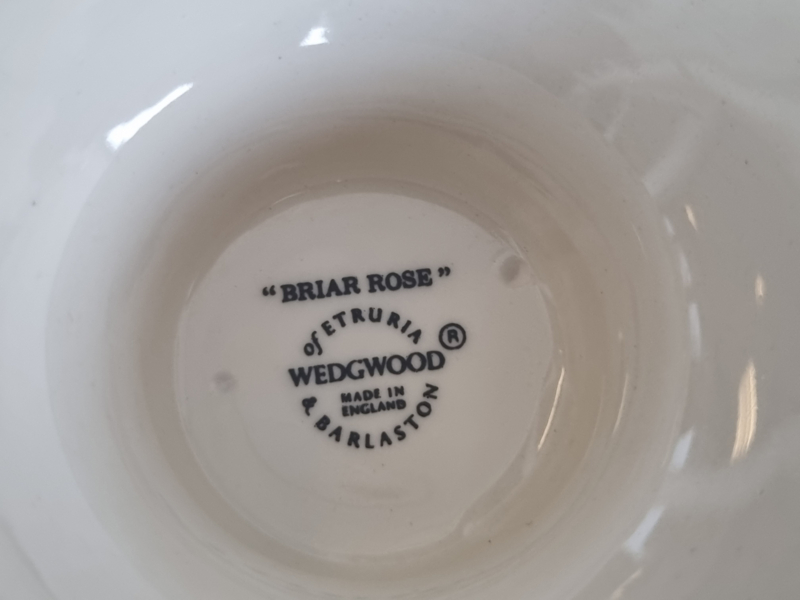 “BRIAR ROSE”
of ETRURIA
WEDGWOOD ®
MADE IN
ENGLAND
& BARLASTON